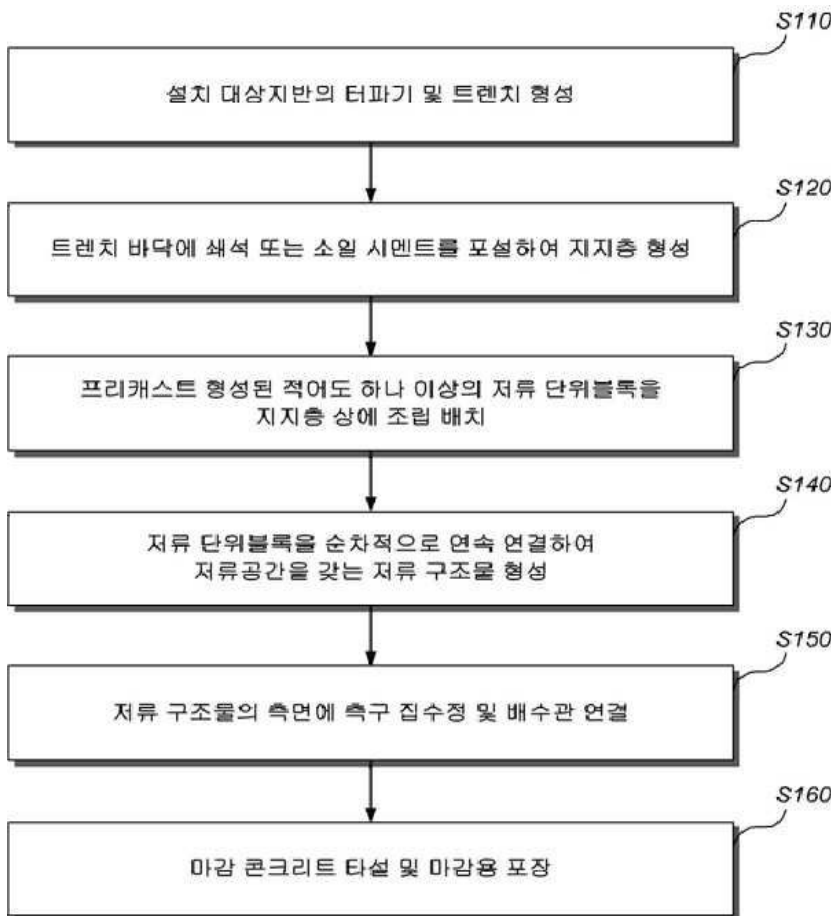 S110
설치 대상지반의 터파기 및 트렌치 형성
S120
트렌치 바닥에 쇄석 또는 소일 시멘트를 포설하여 지지층 형성
S130
프리캐스트 형성된 적어도 하나 이상의 저류 단위블록을
지지층 상에 조립 배치
S140
저류 단위블록을 순차적으로 연속 연결하여
저류공간을 갖는 저류 구조물 형성
S150
저류 구조물의 측면에 측구 집수정 및 배수관 연결
S160
마감 콘크리트 타설 및 마감용 포장